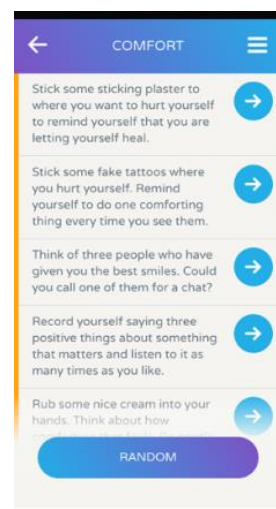 COMFORT
Stick some sticking plaster to
where you want to hurt yourself
to remind yourself that you are
letting yourself heal.
Stick some fake tattoos where
you hurt yourself. Remind
yourself to do one comforting
thing every time you see them.
Think of three people who have
given you the best smiles. Could
you call one of them for a chat?
Record yourself saying three
positive things about something
that matters and listen to it as
many times as you like.
Rub some nice cream into your
hands. Think about how
RANDOM